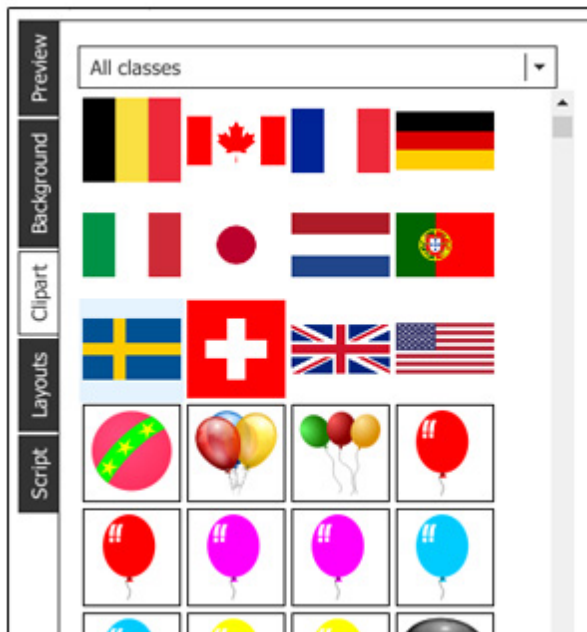 All classes
Preview
Background
Clipart
Layouts
Script